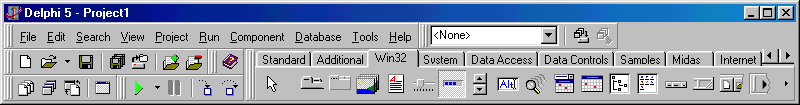 Delphi 5 - Project1
File Edit Search View Project Run Component Database Tools Help <None>
Standard Additional Win32 System Data Access Data Controls Samples Midas Internet
Ab